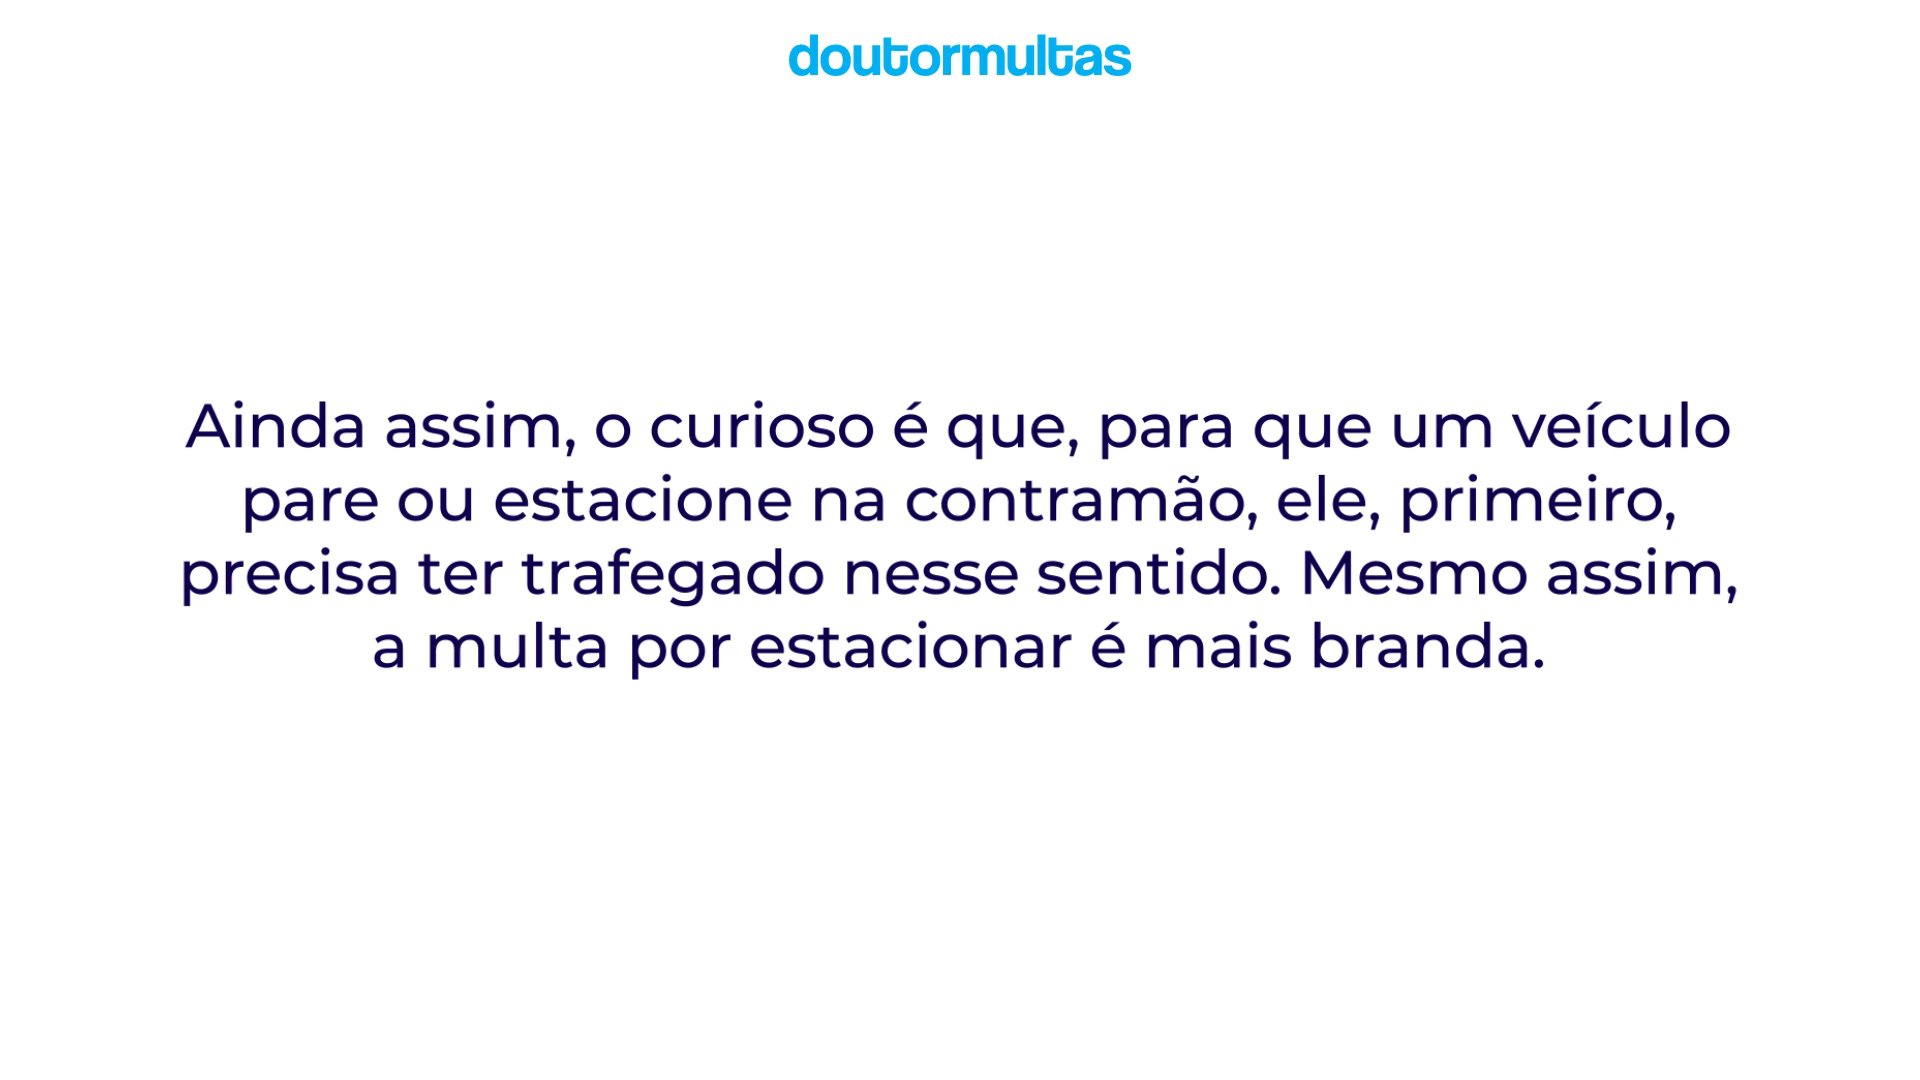 doutormultas
Ainda assim, o curioso é que, para que um veículo
pare ou estacione na contramão, ele, primeiro,
precisa ter trafegado nesse sentido. Mesmo assim,
a multa por estacionar é mais branda.